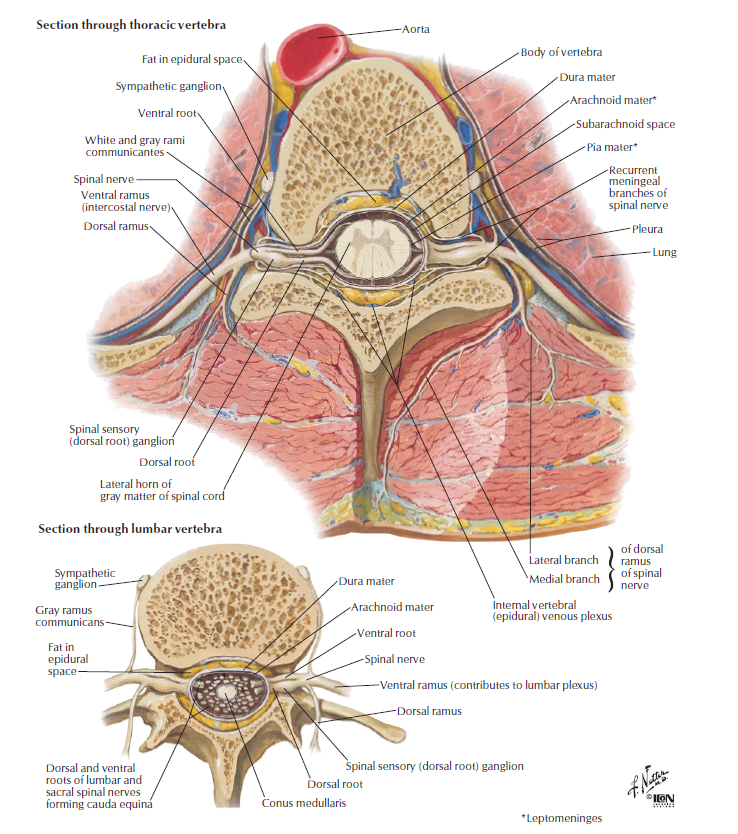 Section through thoracic vertebra
Aorta
Fat in epidural space
Sympathetic ganglion
Ventral root
White and gray rami
communicantes
Spinal nerve
Ventral ramus
(intercostal nerve)
Dorsal ramus
Body of vertebra
Dura mater
Arachnoid mater*
Subarachnoid space
Pia mater*
Recurrent
meningeal
branches of
spinal nerve
Pleura
Lung
Spinal sensory
(dorsal root) ganglion
Dorsal root
Lateral horn of
gray matter of spinal cord
Lateral branch
Medial branch
of dorsal
ramus
of spinal
nerve
Internal vertebral
(epidural) venous plexus
Section through lumbar vertebra
Sympathetic
ganglion
Gray ramus
communicans
Fat in
epidural
space
Dorsal and ventral
roots of lumbar and
sacral spinal nerves
forming cauda equina
Dura mater
Arachnoid mater
Ventral root
Spinal nerve
Ventral ramus (contributes to lumbar plexus)
Dorsal ramus
Spinal sensory (dorsal root) ganglion
Dorsal root
Conus medullaris
F. Netter
M.D.
© ICON
*Leptomeninges